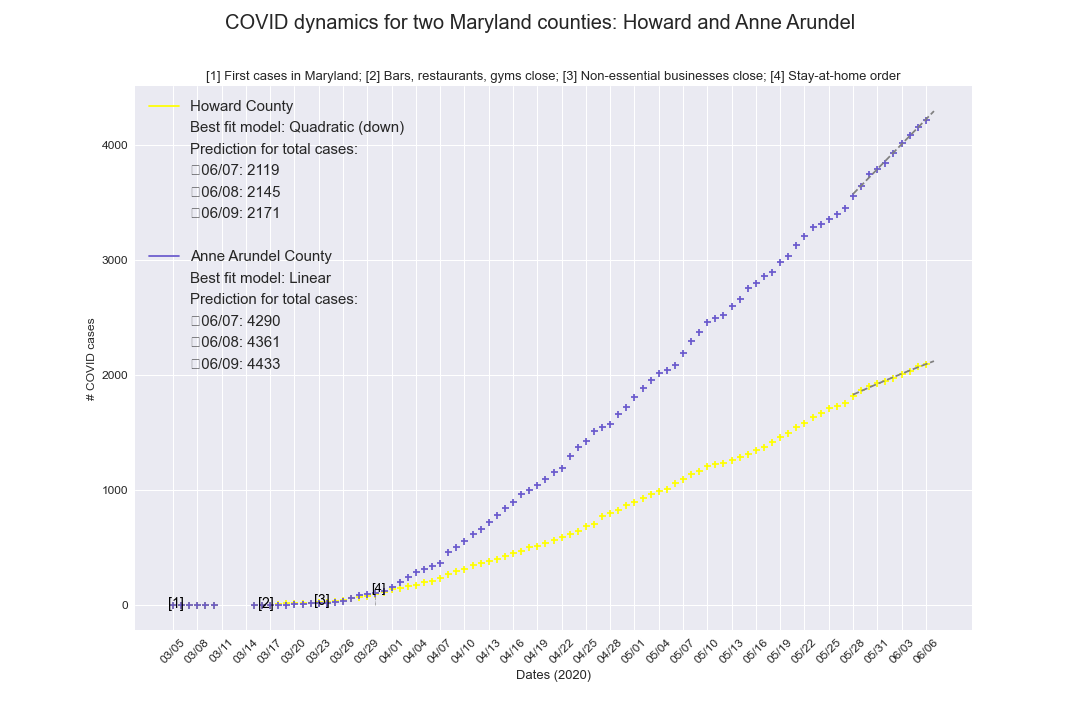 COVID dynamics for two Maryland counties: Howard and Anne Arundel
[1] First cases in Maryland; [2] Bars, restaurants, gyms close; [3] Non-essential businesses close; [4] Stay-at-home order
Howard County
Best fit model: Quadratic (down)
Prediction for total cases:
06/07: 2119
06/08: 2145
06/09: 2171
Anne Arundel County
Best fit model: Linear
Prediction for total cases:
06/07: 4290
06/08: 4361
06/09: 4433
# COVID cases
4000
3000
2000
1000
0
[1] [2] [3] [4]
03/05 03/08 03/11 03/14 03/17 03/20 03/23 03/26 03/29 04/01 04/04 04/07 04/10 04/13 04/16 04/19 04/22 04/25 04/28 05/01 05/04 05/07 05/10 05/13 05/16 05/19 05/22 05/25 05/28 05/31 06/03 06/06
Dates (2020)